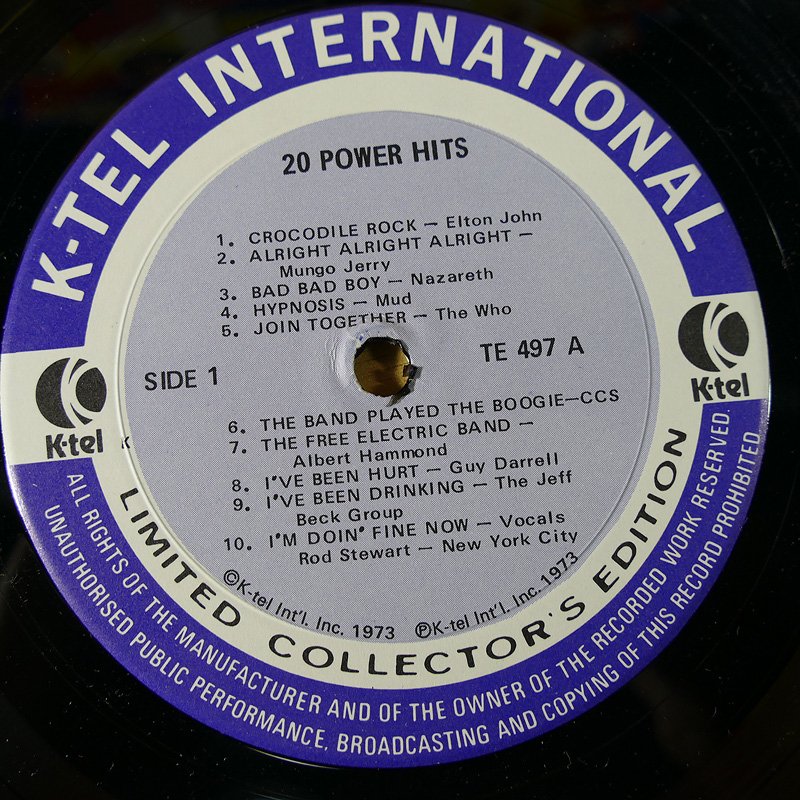 K-TEL INTERNATIONAL
20 POWER HITS
1. CROCODILE ROCK — Elton John
2. ALRIGHT ALRIGHT ALRIGHT —
Mungo Jerry
3. BAD BAD BOY — Nazareth
4. HYPNOSIS — Mud
5. JOIN TOGETHER — The Who
K-tel
SIDE 1
TE 497 A
K-tel
K
6. THE BAND PLAYED THE BOOGIE—CCS
7. THE FREE ELECTRIC BAND —
Albert Hammond
8. I'VE BEEN HURT — Guy Darrell
9. I'VE BEEN DRINKING — The Jeff
Beck Group
10. I'M DOIN' FINE NOW — Vocals
Rod Stewart — New York City
©K-tel Int'l. Inc. 1973 ℗K-tel Int'l. Inc. 1973
LIMITED COLLECTOR'S EDITION
ALL RIGHTS OF THE MANUFACTURER AND OF THE OWNER OF THE RECORDED WORK RESERVED.
UNAUTHORISED PUBLIC PERFORMANCE, BROADCASTING AND COPYING OF THIS RECORD PROHIBITED.